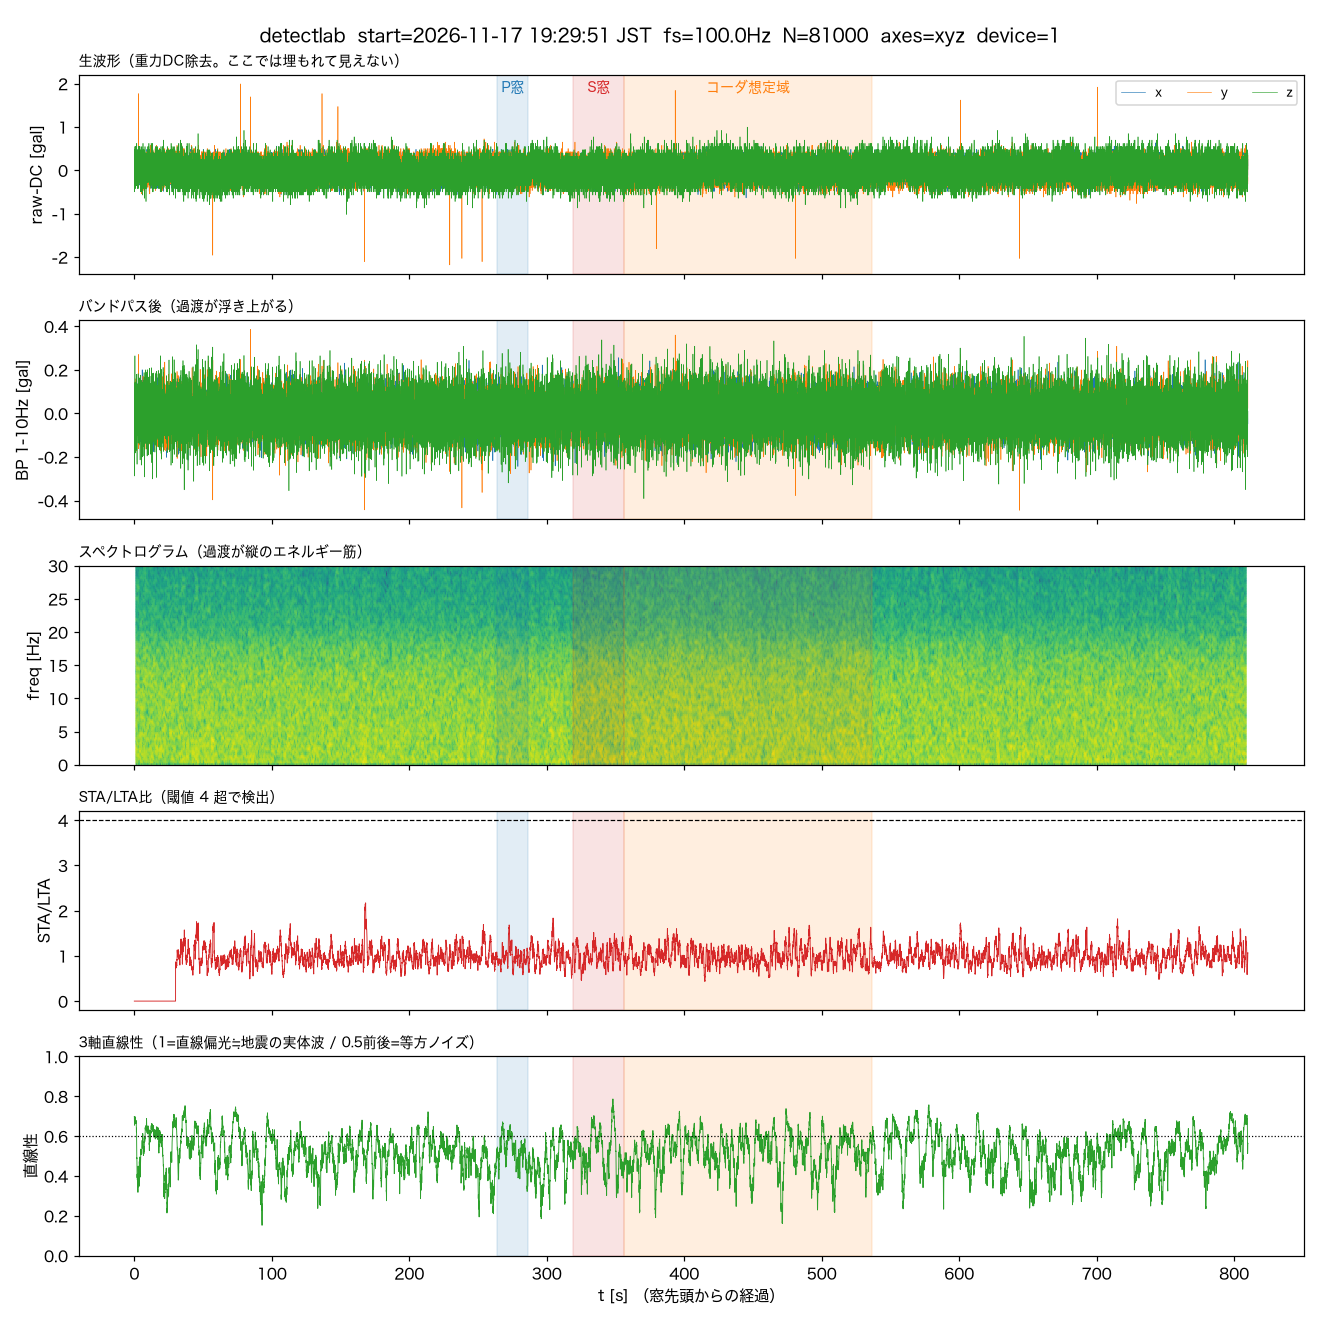 detectlab start=2026-11-17 19:29:51 JST fs=100.0Hz N=81000 axes=xyz device=1
生波形（重力DC除去。ここでは埋もれて見えない）
P窓 S窓 コーダ想定域
x y z
raw-DC [gal]
2
1
0
-1
-2
バンドパス後（過渡が浮き上がる）
BP 1-10Hz [gal]
0.4
0.2
0.0
-0.2
-0.4
スペクトログラム（過渡が縦のエネルギー筋）
freq [Hz]
30
25
20
15
10
5
0
STA/LTA比（閾値 4 超で検出）
STA/LTA
4
3
2
1
0
3軸直線性（1=直線偏光≒地震の実体波 / 0.5前後=等方ノイズ）
直線性
1.0
0.8
0.6
0.4
0.2
0.0
0 100 200 300 400 500 600 700 800
t [s] （窓先頭からの経過）